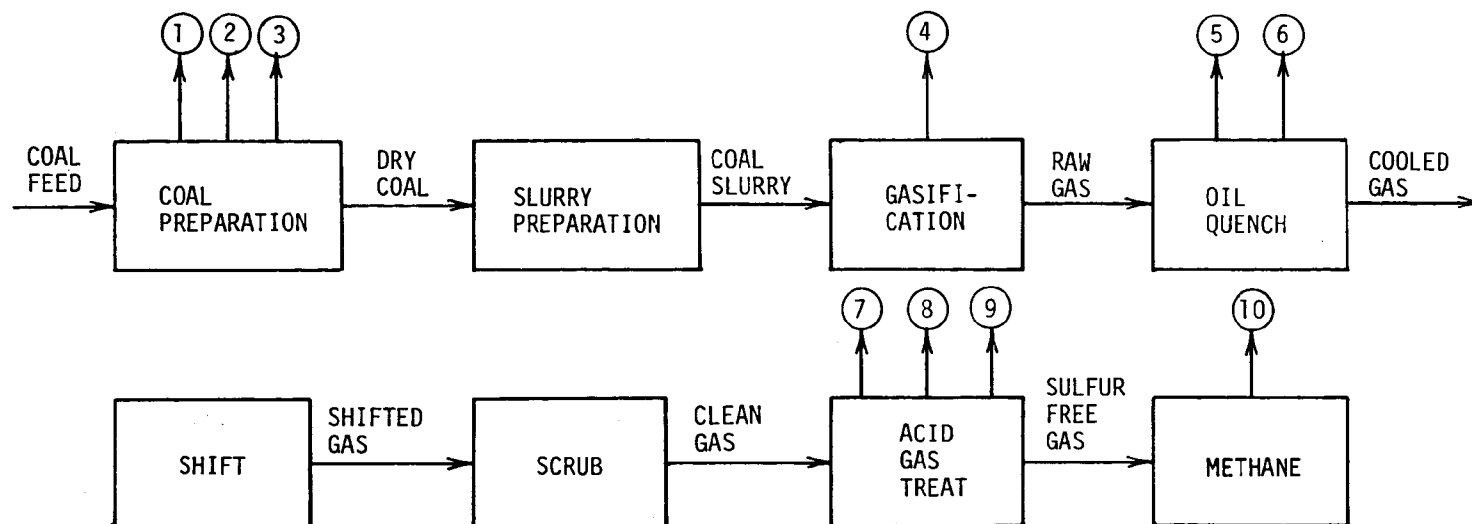 1 2 3
4
5 6
COAL
FEED
COAL
PREPARATION
DRY
COAL
SLURRY
PREPARATION
COAL
SLURRY
GASIFI-
CATION
RAW
GAS
OIL
QUENCH
COOLED
GAS
7 8 9
10
SHIFT
SHIFTED
GAS
SCRUB
CLEAN
GAS
ACID
GAS
TREAT
SULFUR
FREE
GAS
METHANE